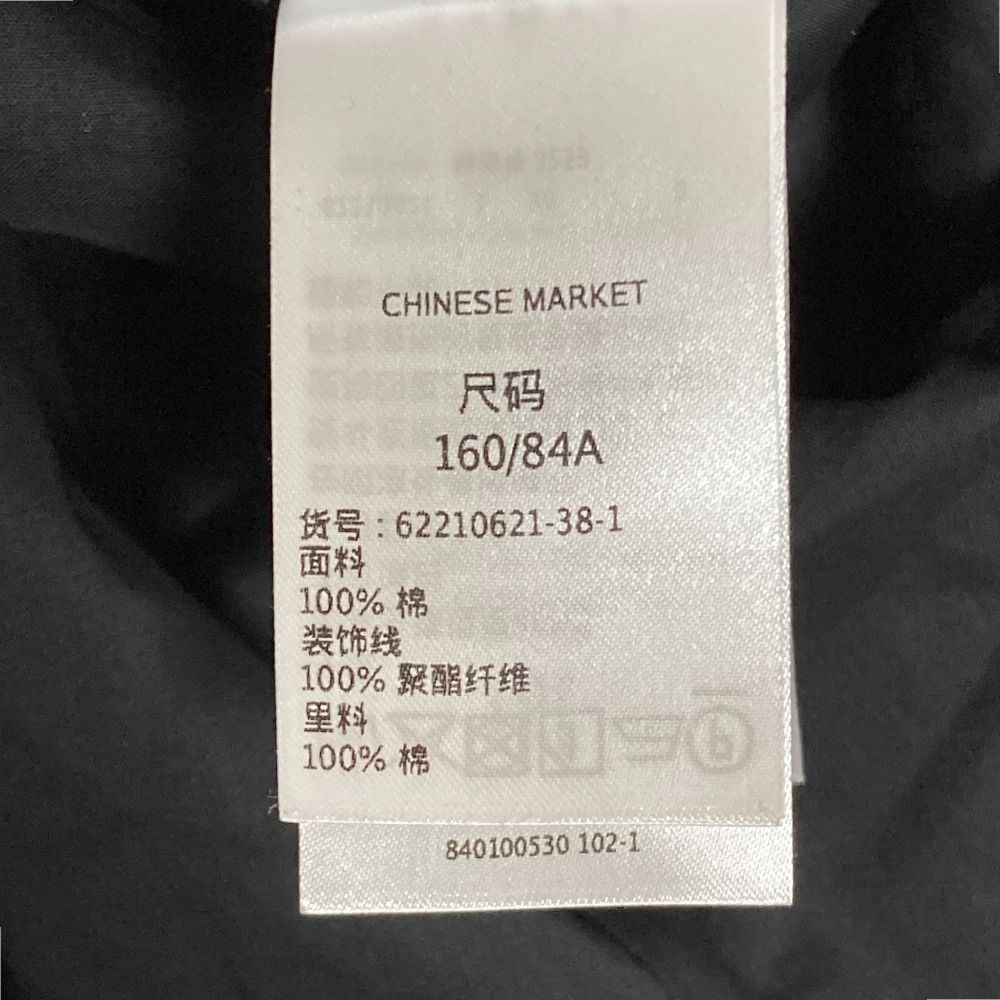 CHINESE MARKET
尺码
160/84A
货号：62210621-38-1
面料
100% 棉
装饰线
100% 聚酯纤维
里料
100% 棉
840100530 102-1